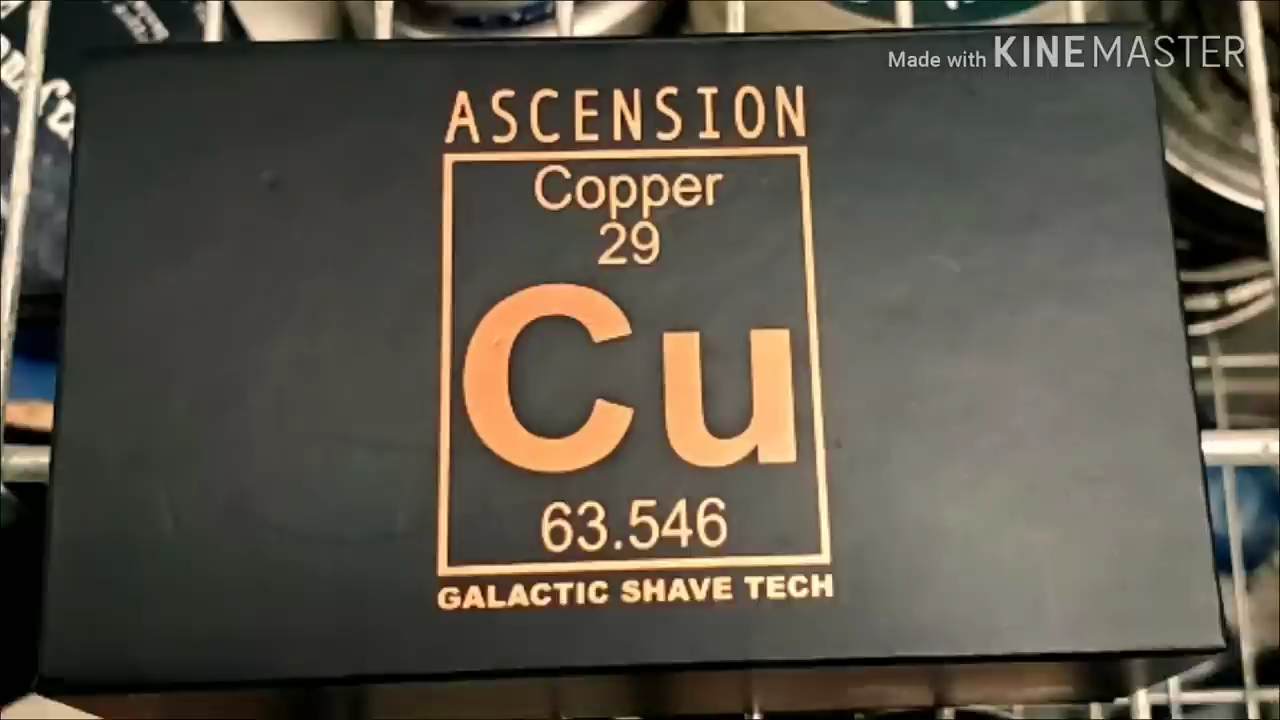 Made with KINEMASTER
ASCENSION
Copper
29
Cu
63.546
GALACTIC SHAVE TECH